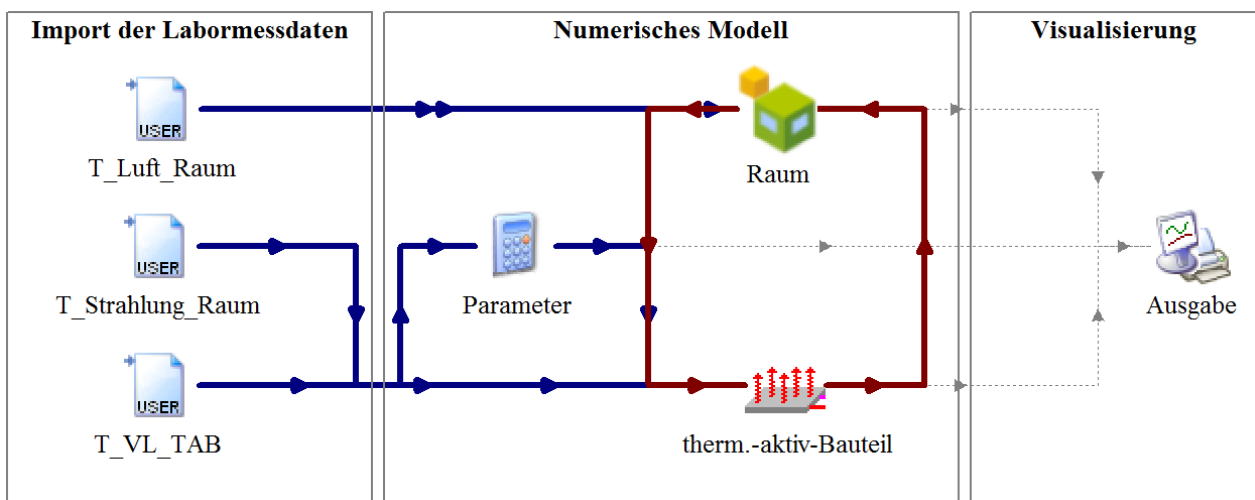 Import der Labormessdaten
Numerisches Modell
Visualisierung
USER
T_Luft_Raum
Raum
USER
T_Strahlung_Raum
Parameter
Ausgabe
USER
T_VL_TAB
therm.-aktiv-Bauteil